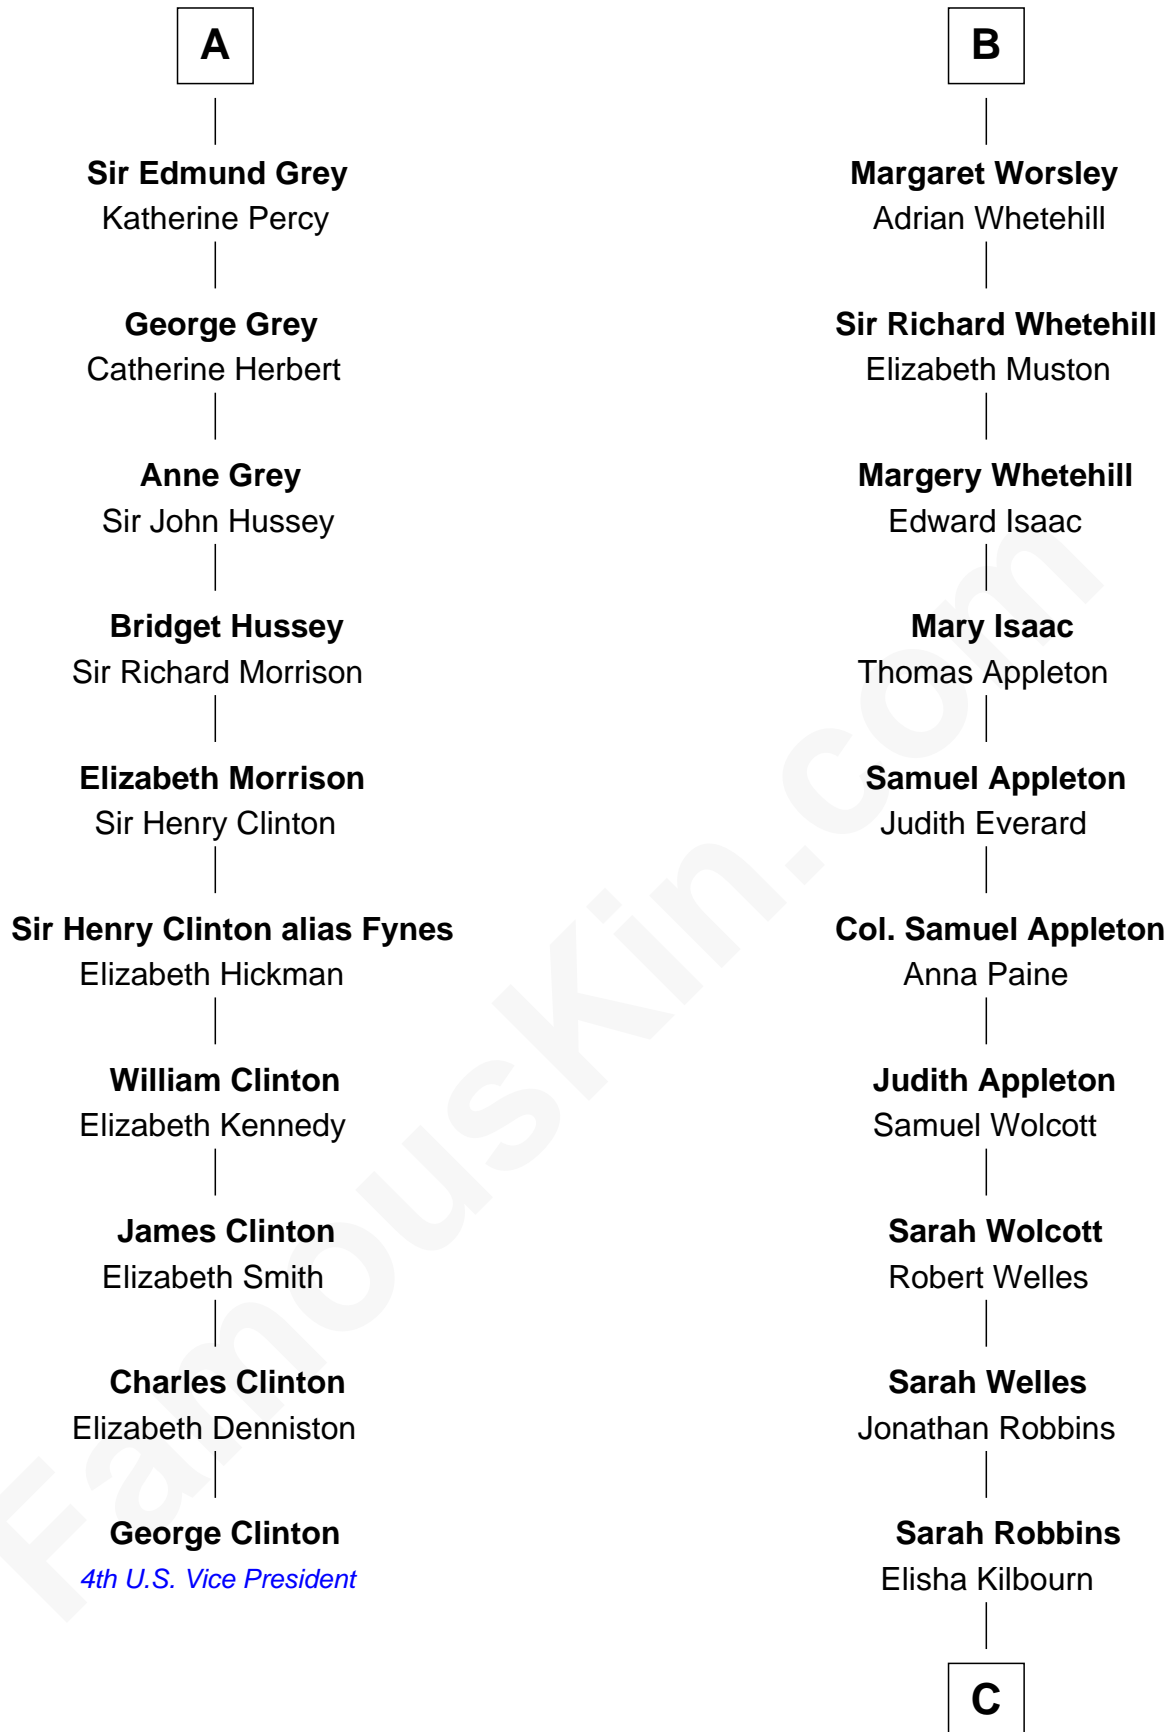 A
Sir Edmund Grey
Katherine Percy
George Grey
Catherine Herbert
Anne Grey
Sir John Hussey
Bridget Hussey
Sir Richard Morrison
Elizabeth Morrison
Sir Henry Clinton
Sir Henry Clinton alias Fynes
Elizabeth Hickman
William Clinton
Elizabeth Kennedy
James Clinton
Elizabeth Smith
Charles Clinton
Elizabeth Denniston
George Clinton
4th U.S. Vice President
B
Margaret Worsley
Adrian Whetehill
Sir Richard Whetehill
Elizabeth Muston
Margery Whetehill
Edward Isaac
Mary Isaac
Thomas Appleton
Samuel Appleton
Judith Everard
Col. Samuel Appleton
Anna Paine
Judith Appleton
Samuel Wolcott
Sarah Wolcott
Robert Welles
Sarah Welles
Jonathan Robbins
Sarah Robbins
Elisha Kilbourn
C
FamousKin.com